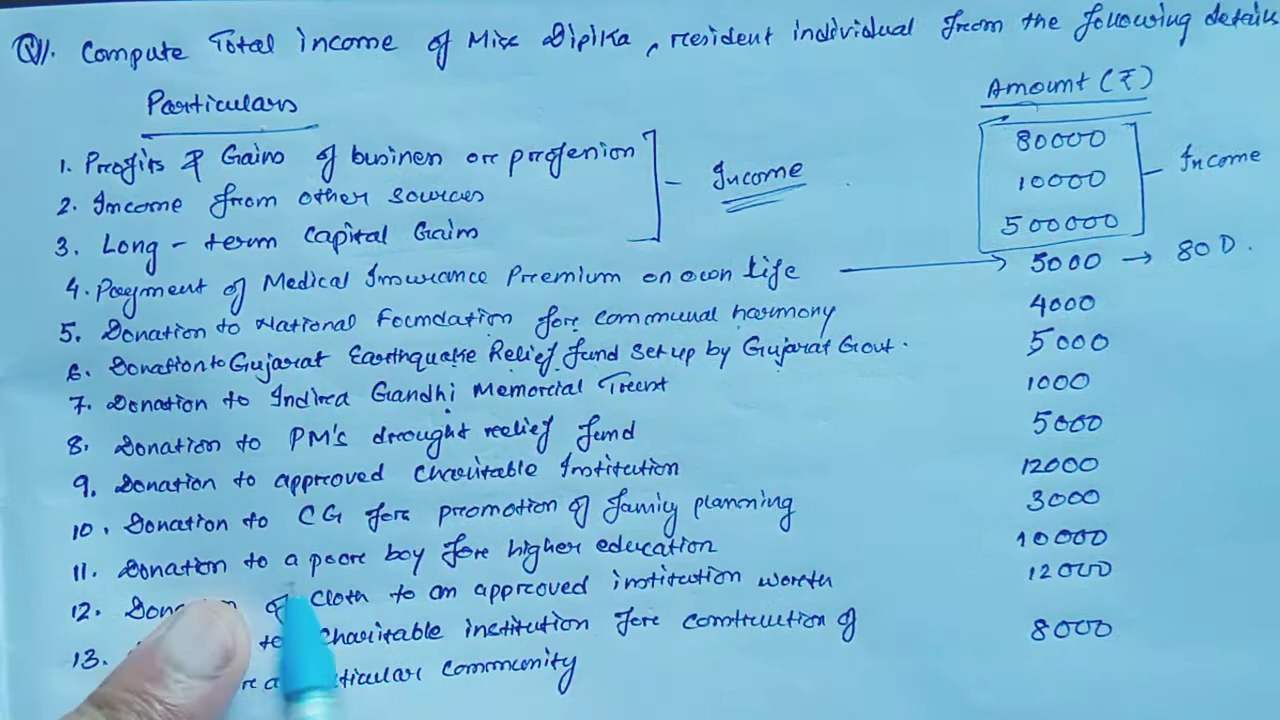 Q1. Compute Total income of Miss Dipika, resident individual from the following details
Particulars
Amount (₹)
1. Profits & Gains of business or profession 80000
2. Income from other sources 10000
3. Long-term Capital Gains 500000
Income
Income
4. Payment of Medical Insurance Premium on own life → 5000 → 80D.
5. Donation to National Foundation for communal harmony 4000
6. Donation to Gujarat Earthquake Relief fund set up by Gujarat Govt. 5000
7. Donation to Indira Gandhi Memorial Trust 1000
8. Donation to PM's drought relief fund 5000
9. Donation to approved Charitable Institution 12000
10. Donation to CG for promotion of family planning 3000
11. Donation to a poor boy for higher education 10000
12. of cloth to an approved institution worth 12000
13. to charitable institution for construction of 8000
community